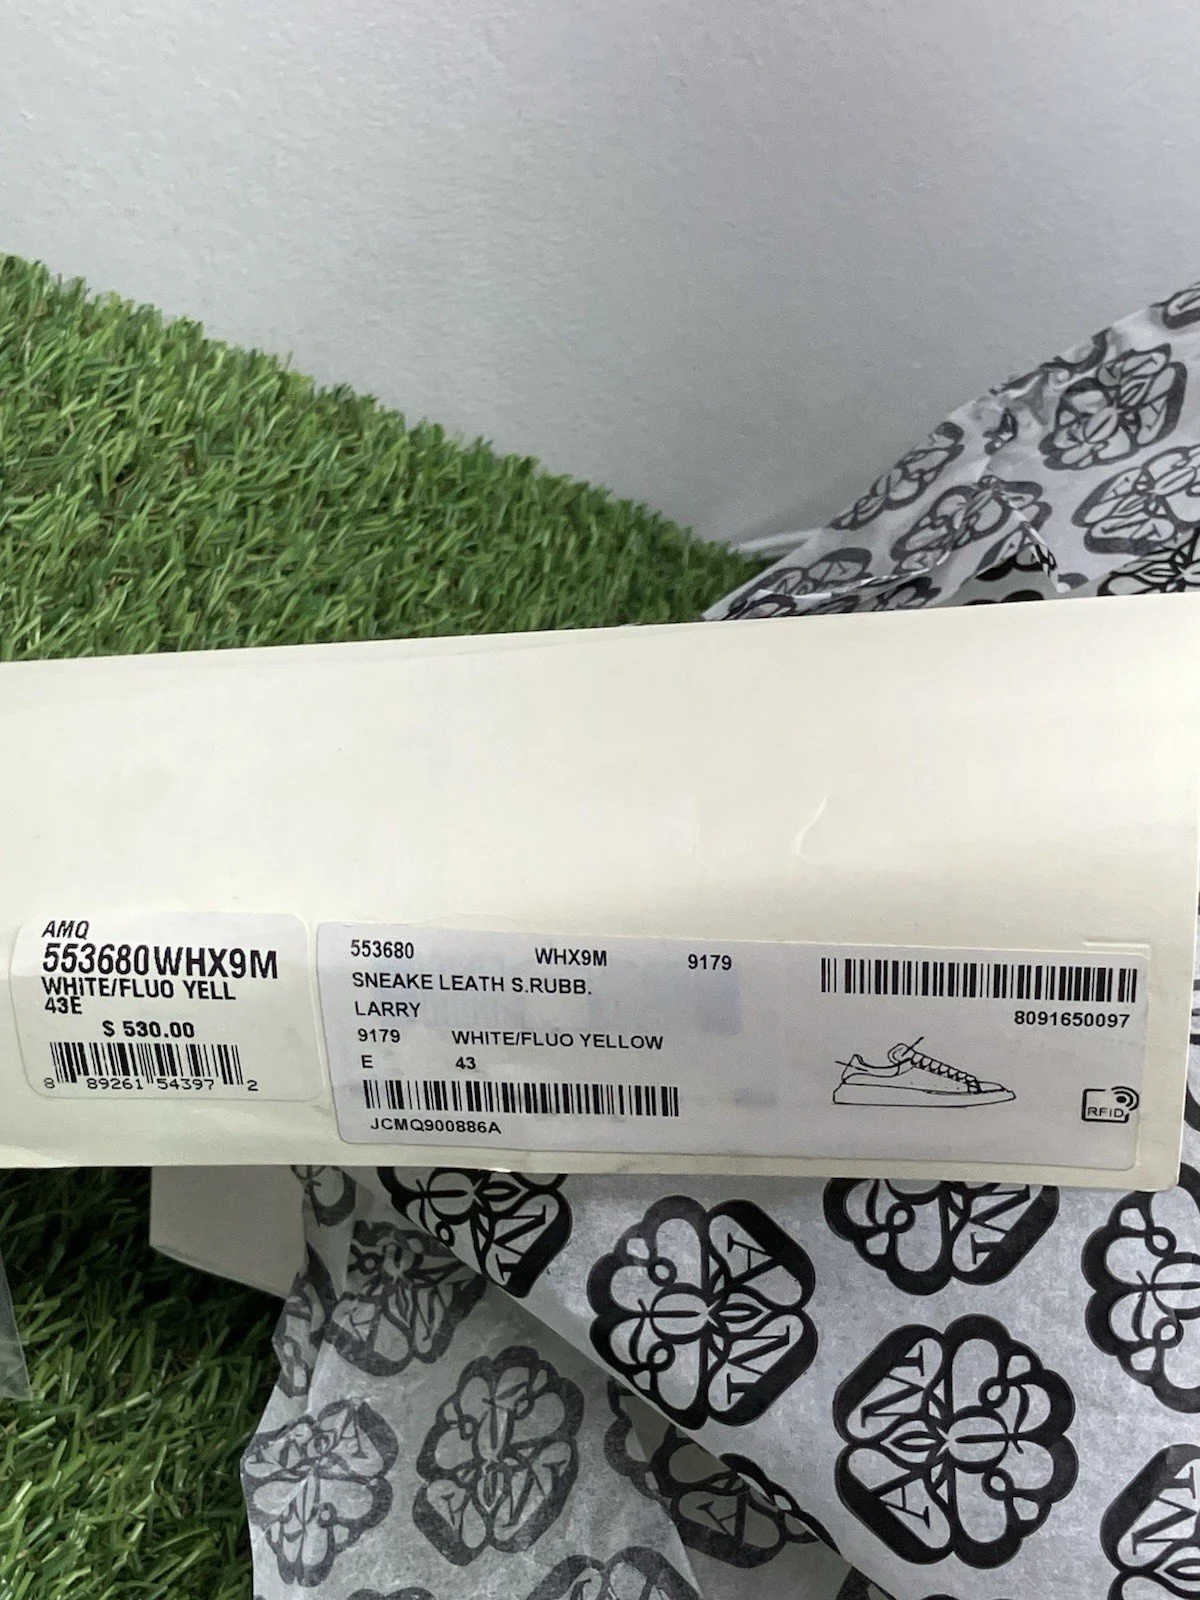 AMQ
553680WHX9M
WHITE/FLUO YELL
43E
$ 530.00
8 89261 54397 2
553680 WHX9M 9179
SNEAKE LEATH S.RUBB.
LARRY
9179 WHITE/FLUO YELLOW
E 43
JCMQ900886A
8091650097
RFID